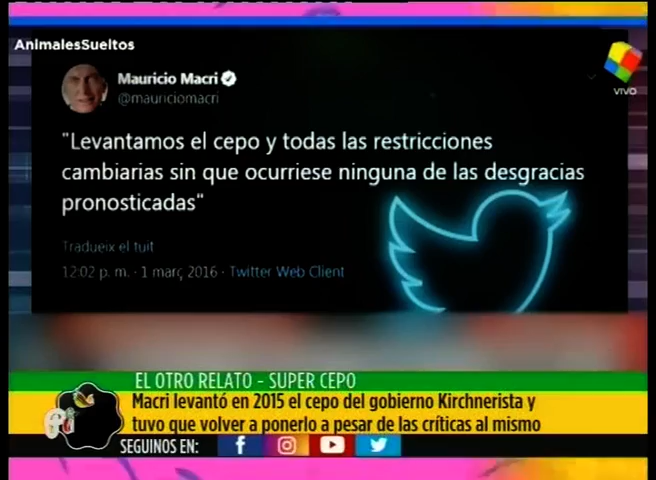 AnimalesSueltos
Mauricio Macri
@mauriciomacri
VIVO
"Levantamos el cepo y todas las restricciones
cambiarias sin que ocurriese ninguna de las desgracias
pronosticadas"
Tradueix el tuit
12:02 p. m. · 1 març 2016 · Twitter Web Client
EL OTRO RELATO - SUPER CEPO
Macri levantó en 2015 el cepo del gobierno Kirchnerista y
tuvo que volver a ponerlo a pesar de las críticas al mismo
SEGUINOS EN: